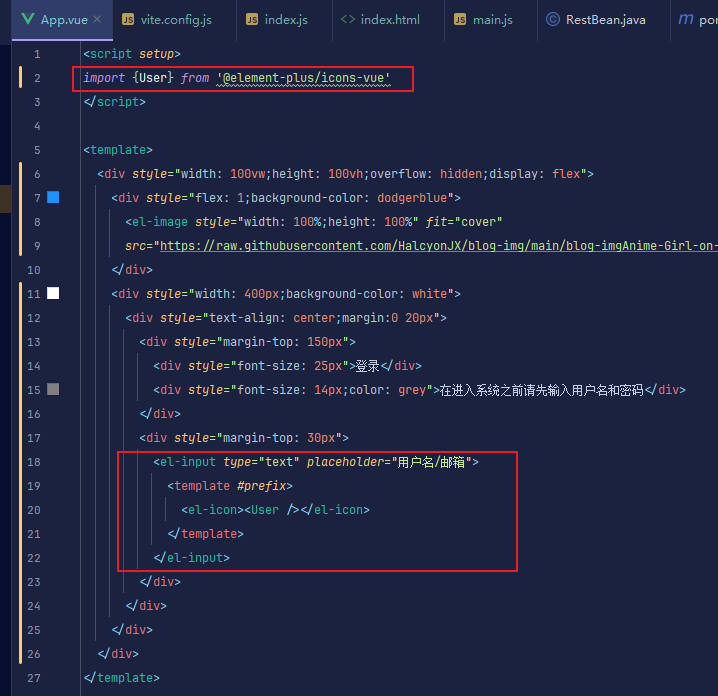 App.vue × vite.config.js index.js index.html main.js RestBean.java por
1 <script setup>
2 import {User} from '@element-plus/icons-vue'
3 </script>
4
5 <template>
6 <div style="width: 100vw;height: 100vh;overflow: hidden;display: flex">
7 <div style="flex: 1;background-color: dodgerblue">
8 <el-image style="width: 100%;height: 100%" fit="cover"
9 src="https://raw.githubusercontent.com/HalcyonJX/blog-img/main/blog-imgAnime-Girl-on-
10 </div>
11 <div style="width: 400px;background-color: white">
12 <div style="text-align: center;margin:0 20px">
13 <div style="margin-top: 150px">
14 <div style="font-size: 25px">登录</div>
15 <div style="font-size: 14px;color: grey">在进入系统之前请先输入用户名和密码</div>
16 </div>
17 <div style="margin-top: 30px">
18 <el-input type="text" placeholder="用户名/邮箱">
19 <template #prefix>
20 <el-icon><User /></el-icon>
21 </template>
22 </el-input>
23 </div>
24 </div>
25 </div>
26 </div>
27 </template>